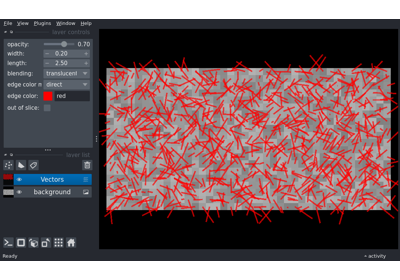 File View Plugins Window Help
layer controls
opacity: 0.70
width: 0.20
length: 2.50
blending: translucent
edge color m direct
edge color: red
out of slice:
layer list
Vectors
background
Ready
activity